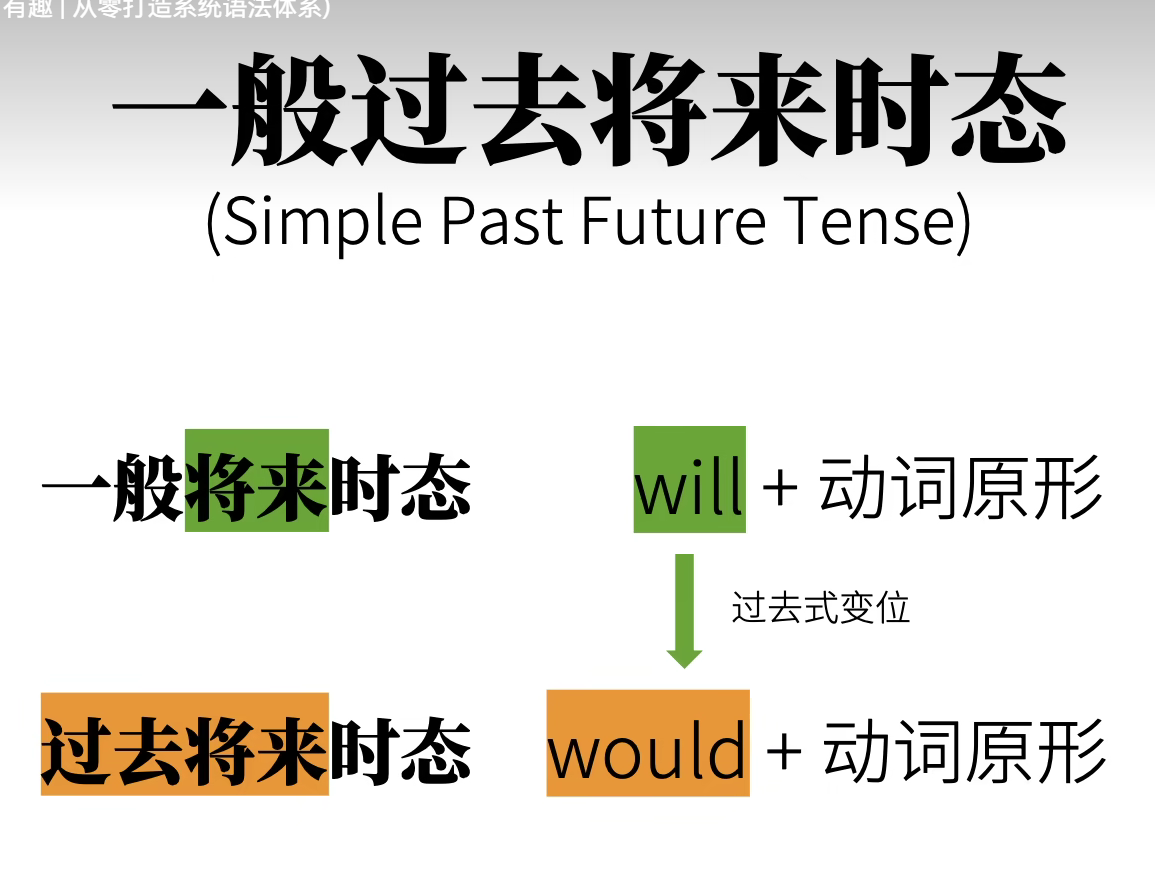 有趣 | 从零打造系统语法体系)
一般过去将来时态
(Simple Past Future Tense)
一般将来时态
will + 动词原形
过去式变位
过去将来时态
would + 动词原形